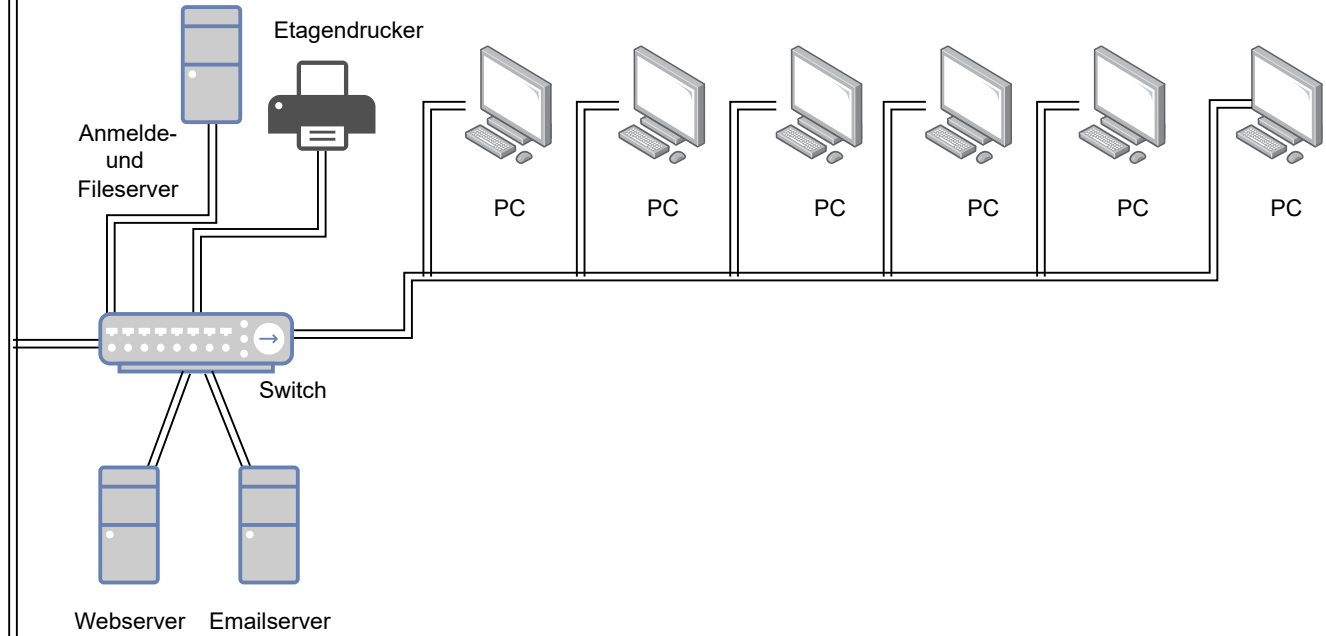 Etagendrucker
Anmelde-
und
Fileserver
PC
PC
PC
PC
PC
PC
Switch
Webserver
Emailserver